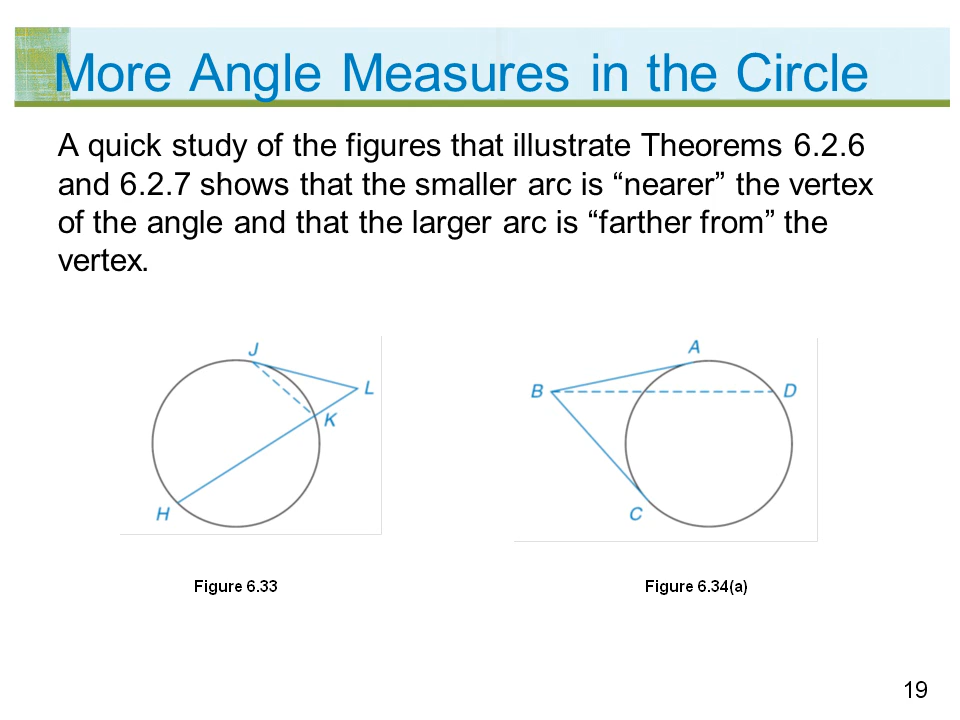 More Angle Measures in the Circle
A quick study of the figures that illustrate Theorems 6.2.6
and 6.2.7 shows that the smaller arc is “nearer” the vertex
of the angle and that the larger arc is “farther from” the
vertex.
J
L
K
H
A
B
D
C
Figure 6.33
Figure 6.34(a)
19